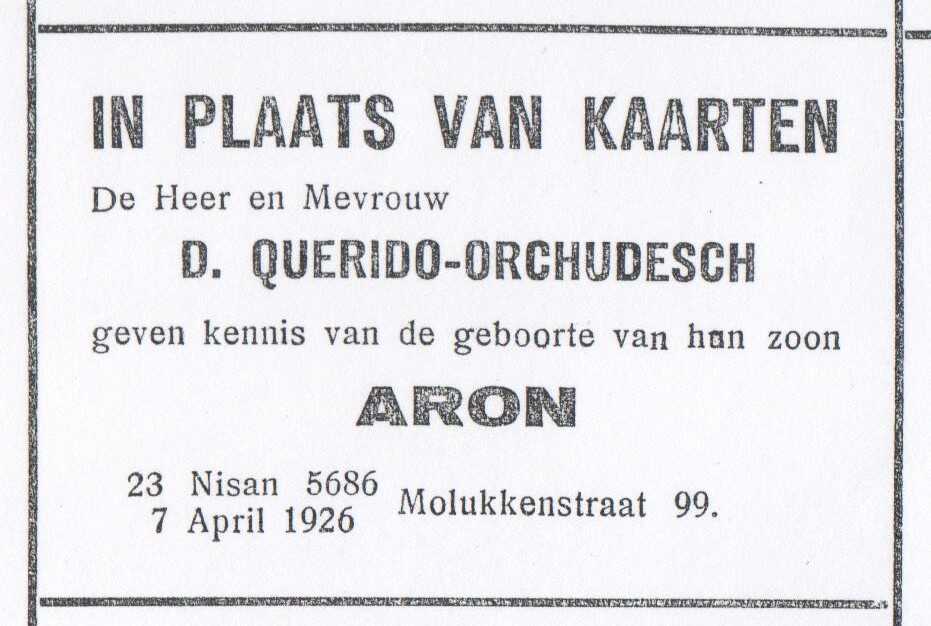 IN PLAATS VAN KAARTEN
De Heer en Mevrouw
D. QUERIDO-ORCHUDESCH
geven kennis van de geboorte van hun zoon
ARON
23 Nisan 5686
7 April 1926
Molukkenstraat 99.